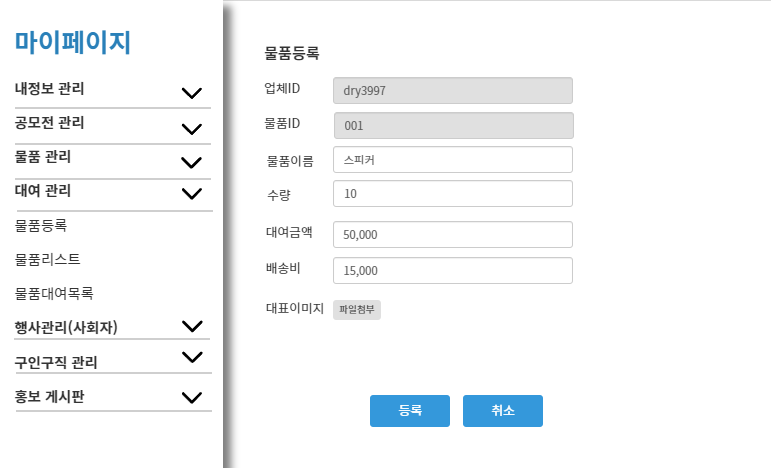 마이페이지
내정보 관리
공모전 관리
물품 관리
대여 관리
물품등록
물품리스트
물품대여목록
행사관리(사회자)
구인구직 관리
홍보 게시판
물품등록
업체ID dry3997
물품ID 001
물품이름 스피커
수량 10
대여금액 50,000
배송비 15,000
대표이미지 파일첨부
등록 취소